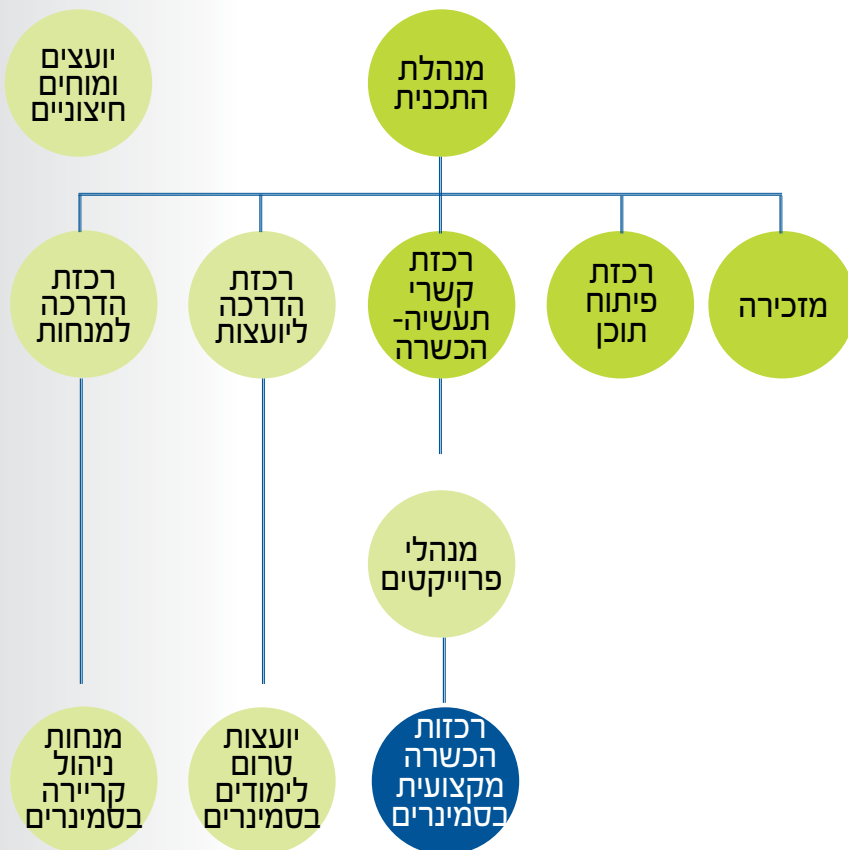 מנהלת
התכנית
יועצים
ומוחים
חיצוניים
מזכירה
רכזת
פיתוח
תוכן
רכזת
קשרי
תעשיה-
הכשרה
רכזת
הדרכה
ליועצות
רכזת
הדרכה
למנחות
מנהלי
פרוייקטים
רכזות
הכשרה
מקצועית
בסמינרים
יועצות
טרום
לימודים
בסמינרים
מנחות
ניהול
קריירה
בסמינרים